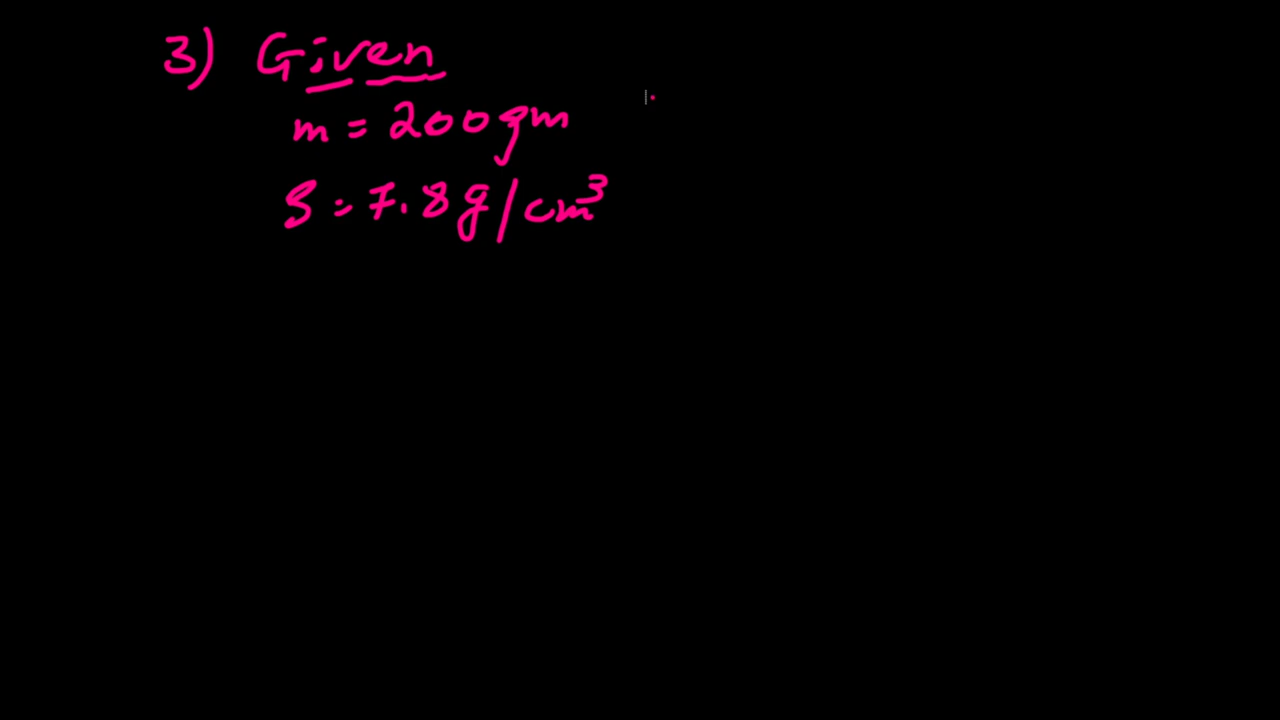 3) Given
m = 200gm
ρ = 7.8g/cm³